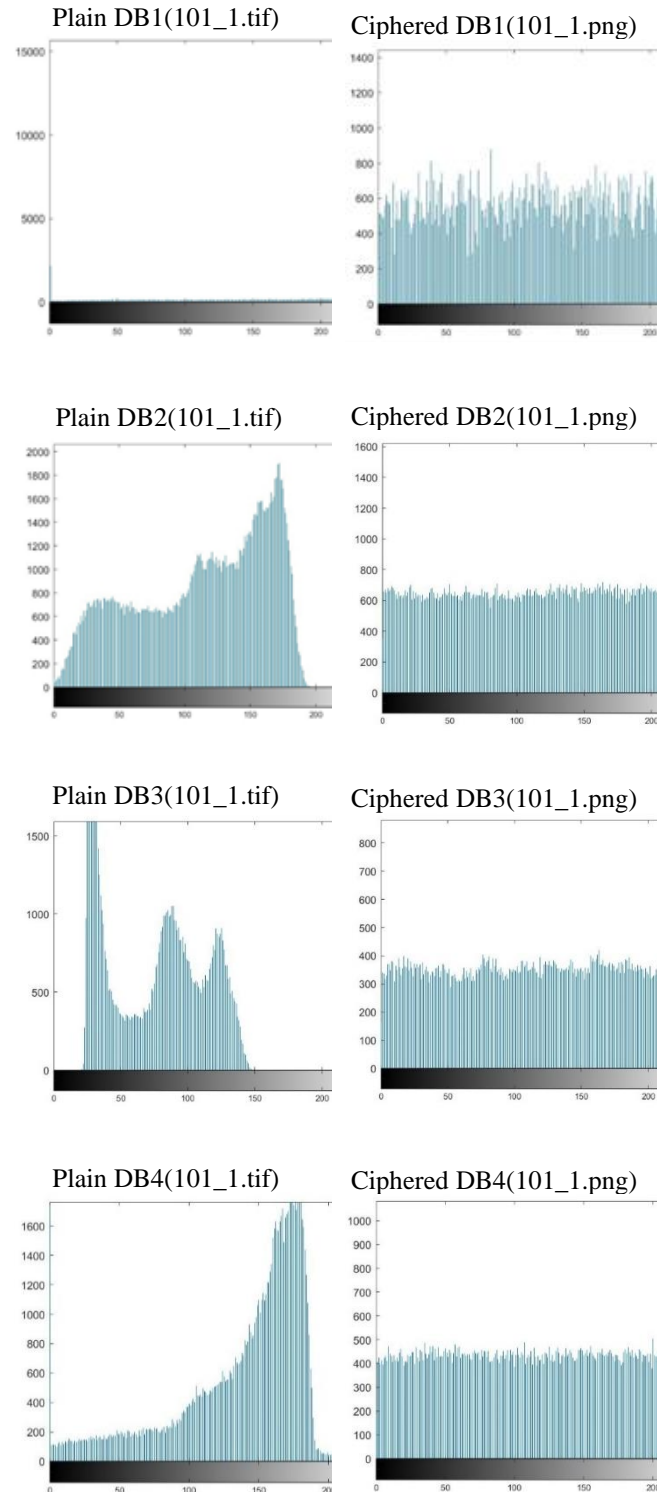 Plain DB1(101_1.tif) Ciphered DB1(101_1.png)
15000 10000 5000 0
0 50 100 150 200
1400 1200 1000 800 600 400 200 0
0 50 100 150 200
Plain DB2(101_1.tif) Ciphered DB2(101_1.png)
2000 1800 1600 1400 1200 1000 800 600 400 200 0
0 50 100 150 200
1600 1400 1200 1000 800 600 400 200 0
0 50 100 150 200
Plain DB3(101_1.tif) Ciphered DB3(101_1.png)
1500 1000 500 0
0 50 100 150 200
800 700 600 500 400 300 200 100 0
0 50 100 150 200
Plain DB4(101_1.tif) Ciphered DB4(101_1.png)
1600 1400 1200 1000 800 600 400 200 0
0 50 100 150 200
1000 900 800 700 600 500 400 300 200 100 0
0 50 100 150 200